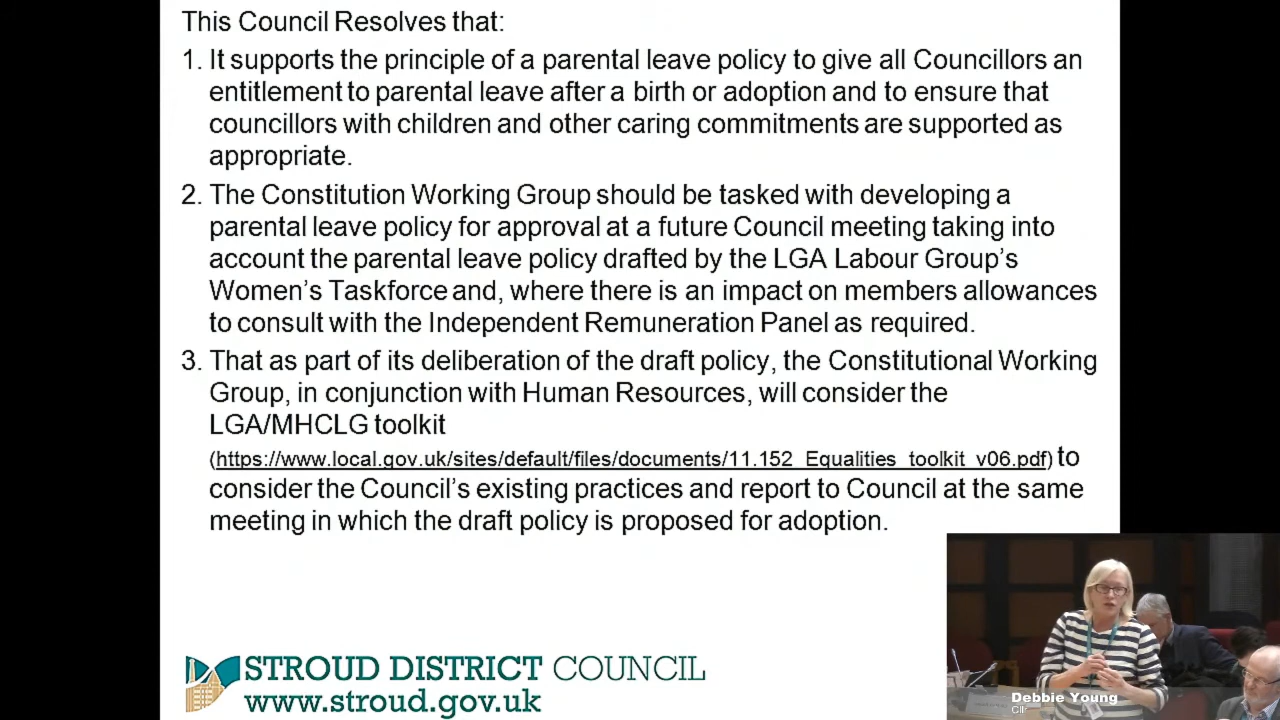 This Council Resolves that:
1. It supports the principle of a parental leave policy to give all Councillors an
entitlement to parental leave after a birth or adoption and to ensure that
councillors with children and other caring commitments are supported as
appropriate.
2. The Constitution Working Group should be tasked with developing a
parental leave policy for approval at a future Council meeting taking into
account the parental leave policy drafted by the LGA Labour Group's
Women's Taskforce and, where there is an impact on members allowances
to consult with the Independent Remuneration Panel as required.
3. That as part of its deliberation of the draft policy, the Constitutional Working
Group, in conjunction with Human Resources, will consider the
LGA/MHCLG toolkit
(https://www.local.gov.uk/sites/default/files/documents/11.152_Equalities_toolkit_v06.pdf) to
consider the Council's existing practices and report to Council at the same
meeting in which the draft policy is proposed for adoption.
STROUD DISTRICT COUNCIL
www.stroud.gov.uk
Debbie Young
Cllr